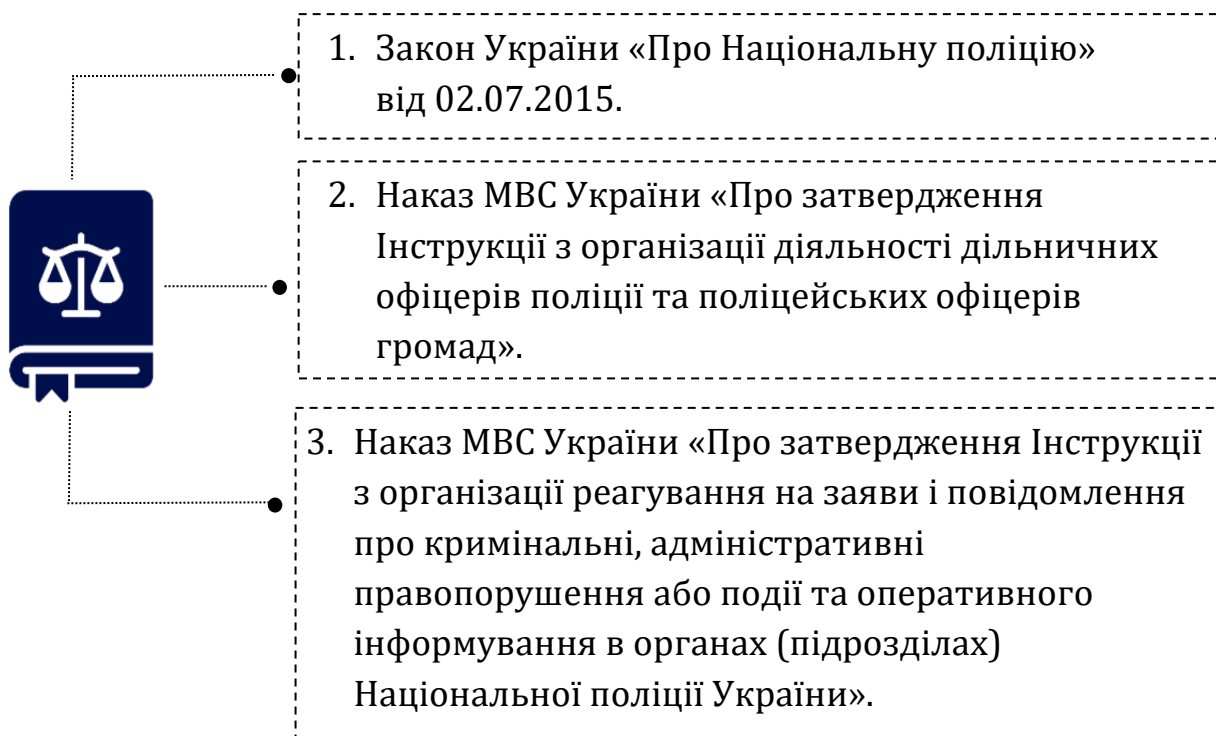 1. Закон України «Про Національну поліцію»
від 02.07.2015.
2. Наказ МВС України «Про затвердження
Інструкції з організації діяльності дільничних
офіцерів поліції та поліцейських офіцерів
громад».
3. Наказ МВС України «Про затвердження Інструкції
з організації реагування на заяви і повідомлення
про кримінальні, адміністративні
правопорушення або події та оперативного
інформування в органах (підрозділах)
Національної поліції України».